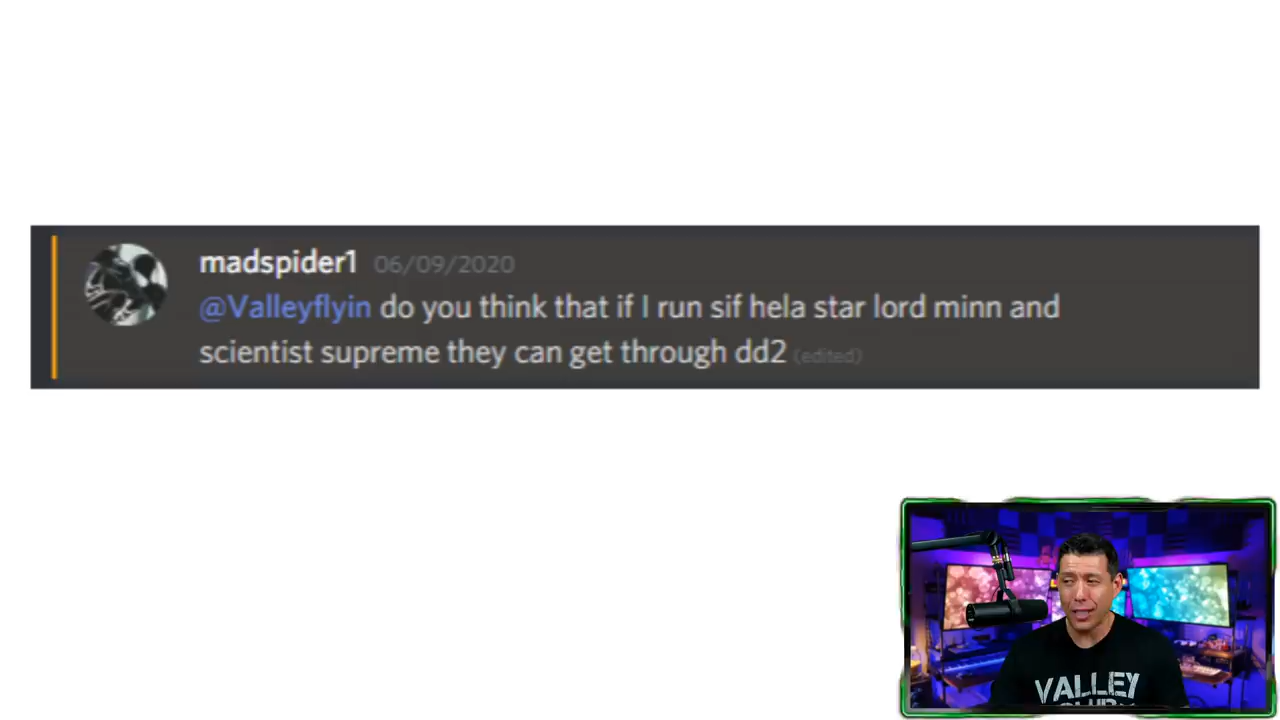 madspider1 06/09/2020
@Valleyflyin do you think that if I run sif hela star lord minn and
scientist supreme they can get through dd2 (edited)
VALLEY